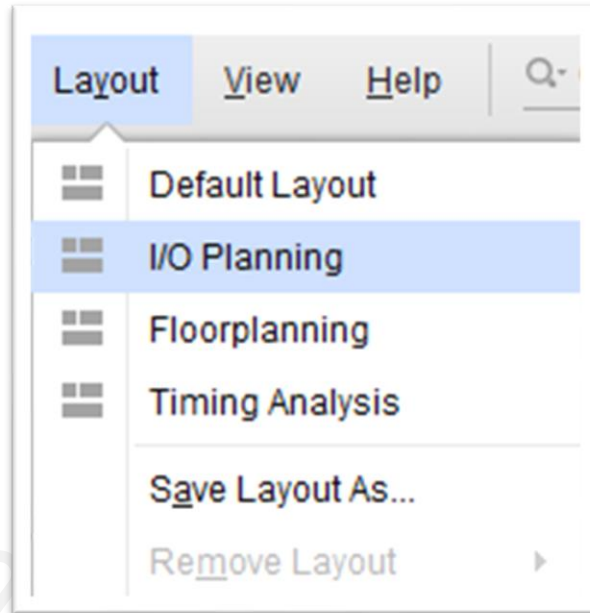 Layout View Help
Default Layout
I/O Planning
Floorplanning
Timing Analysis
Save Layout As...
Remove Layout